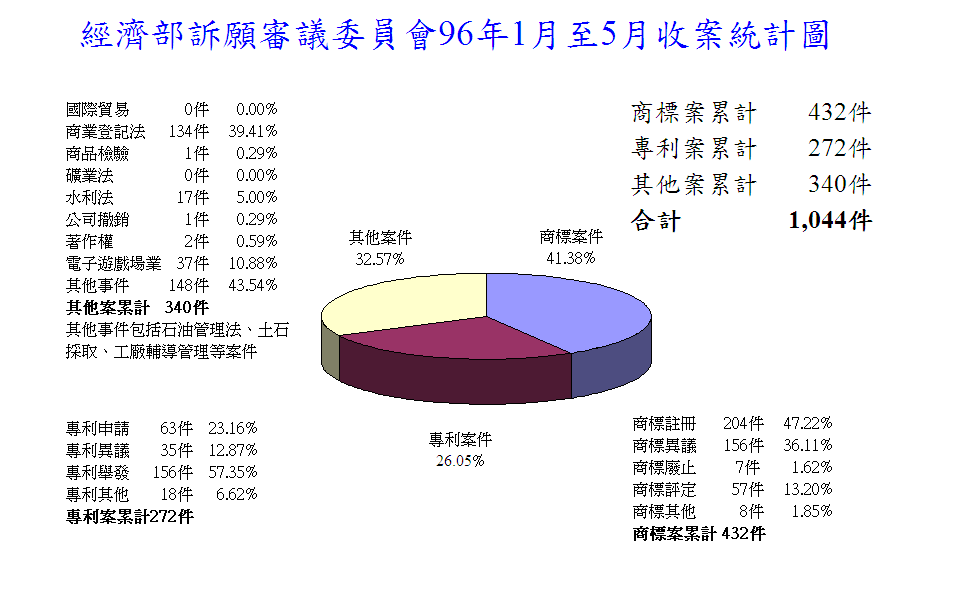 經濟部訴願審議委員會96年1月至5月收案統計圖
國際貿易 0件 0.00%
商業登記法 134件 39.41%
商品檢驗 1件 0.29%
礦業法 0件 0.00%
水利法 17件 5.00%
公司撤銷 1件 0.29%
著作權 2件 0.59%
電子遊戲場業 37件 10.88%
其他事件 148件 43.54%
其他案累計 340件
其他事件包括石油管理法、土石
採取、工廠輔導管理等案件
商標案累計 432件
專利案累計 272件
其他案累計 340件
合計 1,044件
其他案件
32.57%
商標案件
41.38%
專利案件
26.05%
專利申請 63件 23.16%
專利異議 35件 12.87%
專利舉發 156件 57.35%
專利其他 18件 6.62%
專利案累計272件
商標註冊 204件 47.22%
商標異議 156件 36.11%
商標廢止 7件 1.62%
商標評定 57件 13.20%
商標其他 8件 1.85%
商標案累計 432件